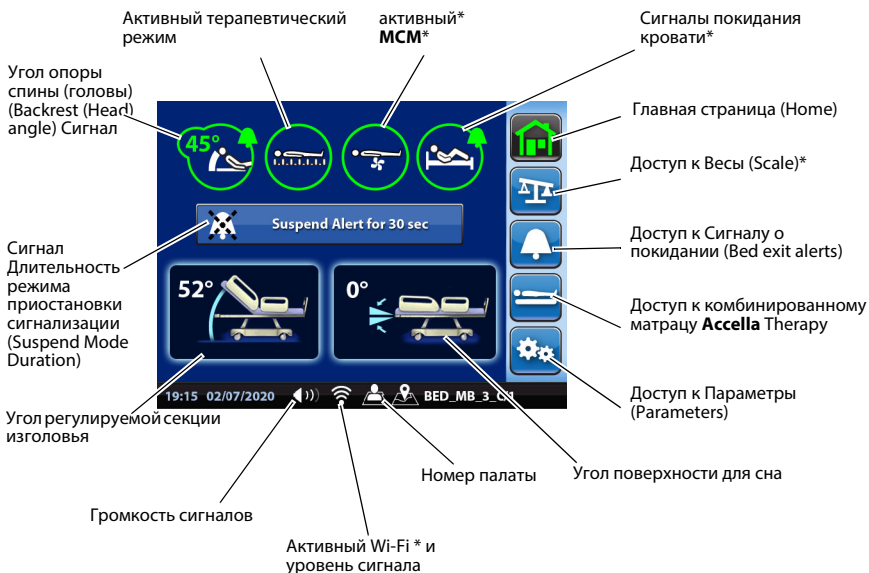 Активный терапевтический
режим
активный*
MCM*
Сигналы покидания
кровати*
Угол опоры
спины (головы)
(Backrest (Head)
angle) Сигнал
Главная страница (Home)
Доступ к Весы (Scale)*
Доступ к Сигналу о
покидании (Bed exit alerts)
Доступ к комбинированному
матрацу Accella Therapy
Доступ к Параметры
(Parameters)
45°
Suspend Alert for 30 sec
52°
0°
19:15 02/07/2020
Сигнал
Длительность
режима
приостановки
сигнализации
(Suspend Mode
Duration)
Угол регулируемой секции
изголовья
Номер палаты
Угол поверхности для сна
Громкость сигналов
Активный Wi-Fi * и
уровень сигнала